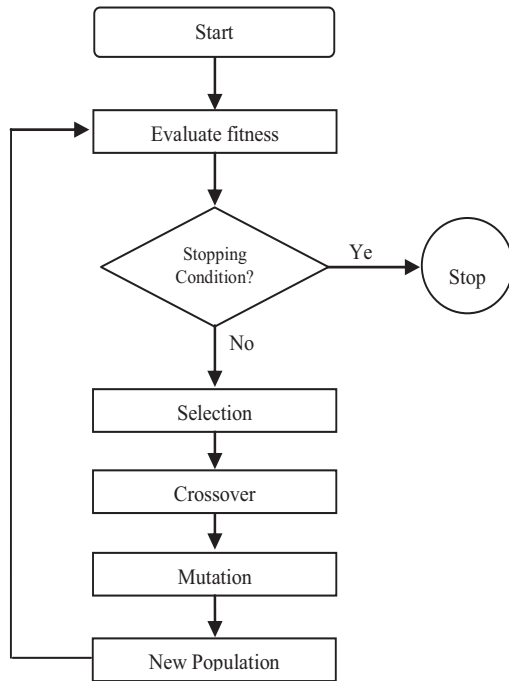 Start
Evaluate fitness
Stopping
Condition?
Ye
Stop
No
Selection
Crossover
Mutation
New Population